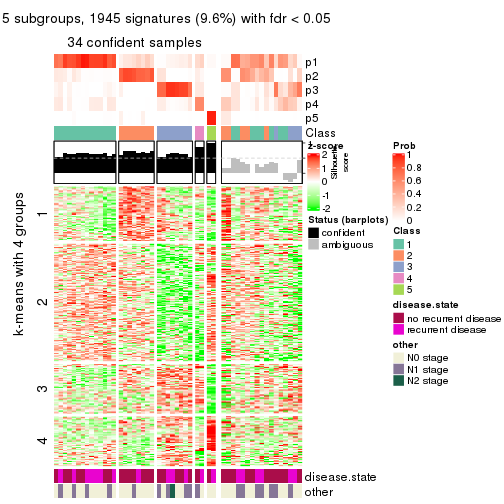 5 subgroups, 1945 signatures (9.6%) with fdr < 0.05
34 confident samples
p1
p2
p3
p4
p5
Class
z-score
2
1
0
-1
-2
Silhouette
score
Prob
1
0.8
0.6
0.4
0.2
0
Status (barplots)
confident
ambiguous
Class
1
2
3
4
5
disease.state
no recurrent disease
recurrent disease
other
N0 stage
N1 stage
N2 stage
k-means with 4 groups
1
2
3
4
disease.state
other